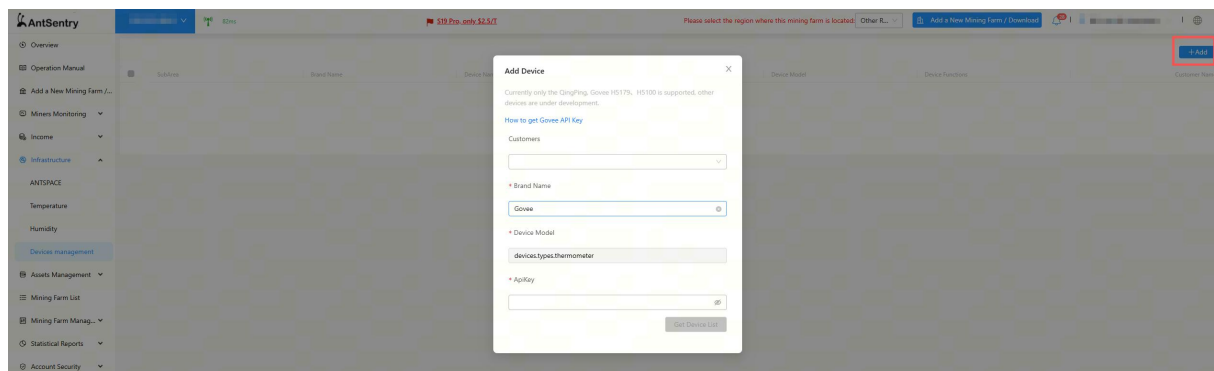 AntSentry
82ms
S19 Pro, only $2.5/T
Please select the region where this mining farm is located: Other R...
Add a New Mining Farm / Download
Overview
Operation Manual
Add a New Mining Farm /...
Miners Monitoring
Income
Infrastructure
ANTSPACE
Temperature
Humidity
Devices management
Assets Management
Mining Farm List
Mining Farm Manag...
Statistical Reports
Account Security
+Add
Subzone
Brand Name
Device Model
Device Functions
Customer Name
Add Device
Currently only the QingPing, Govee H5179、H5100 is supported, other
devices are under development.
How to get Govee API Key
Customers
* Brand Name
Govee
* Device Model
devices.types.thermometer
* ApiKey
Get Device List